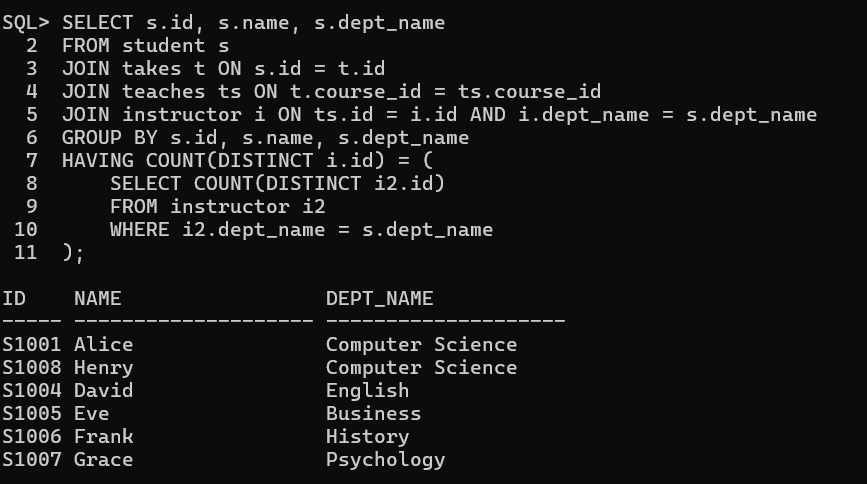 SQL> SELECT s.id, s.name, s.dept_name
  2  FROM student s
  3  JOIN takes t ON s.id = t.id
  4  JOIN teaches ts ON t.course_id = ts.course_id
  5  JOIN instructor i ON ts.id = i.id AND i.dept_name = s.dept_name
  6  GROUP BY s.id, s.name, s.dept_name
  7  HAVING COUNT(DISTINCT i.id) = (
  8      SELECT COUNT(DISTINCT i2.id)
  9      FROM instructor i2
 10      WHERE i2.dept_name = s.dept_name
 11  );

ID    NAME                 DEPT_NAME
----- -------------------- --------------------
S1001 Alice                Computer Science
S1008 Henry                Computer Science
S1004 David                English
S1005 Eve                  Business
S1006 Frank                History
S1007 Grace                Psychology